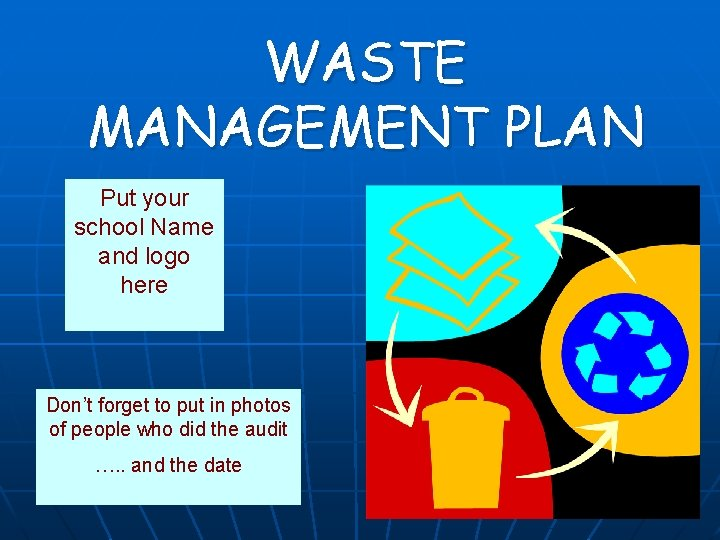 WASTE
MANAGEMENT PLAN
Put your
school Name
and logo
here
Don’t forget to put in photos
of people who did the audit
….. and the date